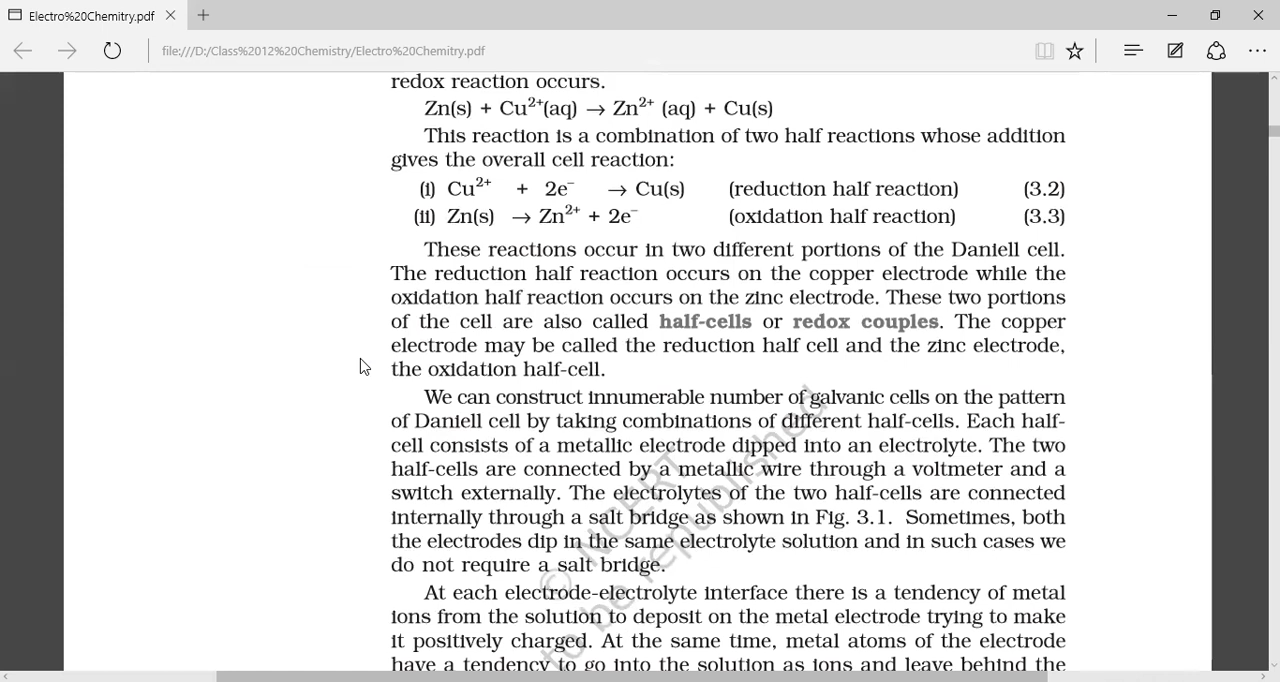 Electro%20Chemitry.pdf
file:///D:/Class%2012%20Chemistry/Electro%20Chemitry.pdf
redox reaction occurs.
Zn(s) + Cu²⁺(aq) → Zn²⁺ (aq) + Cu(s)
This reaction is a combination of two half reactions whose addition
gives the overall cell reaction:
(i) Cu²⁺ + 2e⁻ → Cu(s) (reduction half reaction) (3.2)
(ii) Zn(s) → Zn²⁺ + 2e⁻ (oxidation half reaction) (3.3)
These reactions occur in two different portions of the Daniell cell.
The reduction half reaction occurs on the copper electrode while the
oxidation half reaction occurs on the zinc electrode. These two portions
of the cell are also called half-cells or redox couples. The copper
electrode may be called the reduction half cell and the zinc electrode,
the oxidation half-cell.
We can construct innumerable number of galvanic cells on the pattern
of Daniell cell by taking combinations of different half-cells. Each half-
cell consists of a metallic electrode dipped into an electrolyte. The two
half-cells are connected by a metallic wire through a voltmeter and a
switch externally. The electrolytes of the two half-cells are connected
internally through a salt bridge as shown in Fig. 3.1. Sometimes, both
the electrodes dip in the same electrolyte solution and in such cases we
do not require a salt bridge.
At each electrode-electrolyte interface there is a tendency of metal
ions from the solution to deposit on the metal electrode trying to make
it positively charged. At the same time, metal atoms of the electrode
have a tendency to go into the solution as ions and leave behind the
© NCERT
to be republished